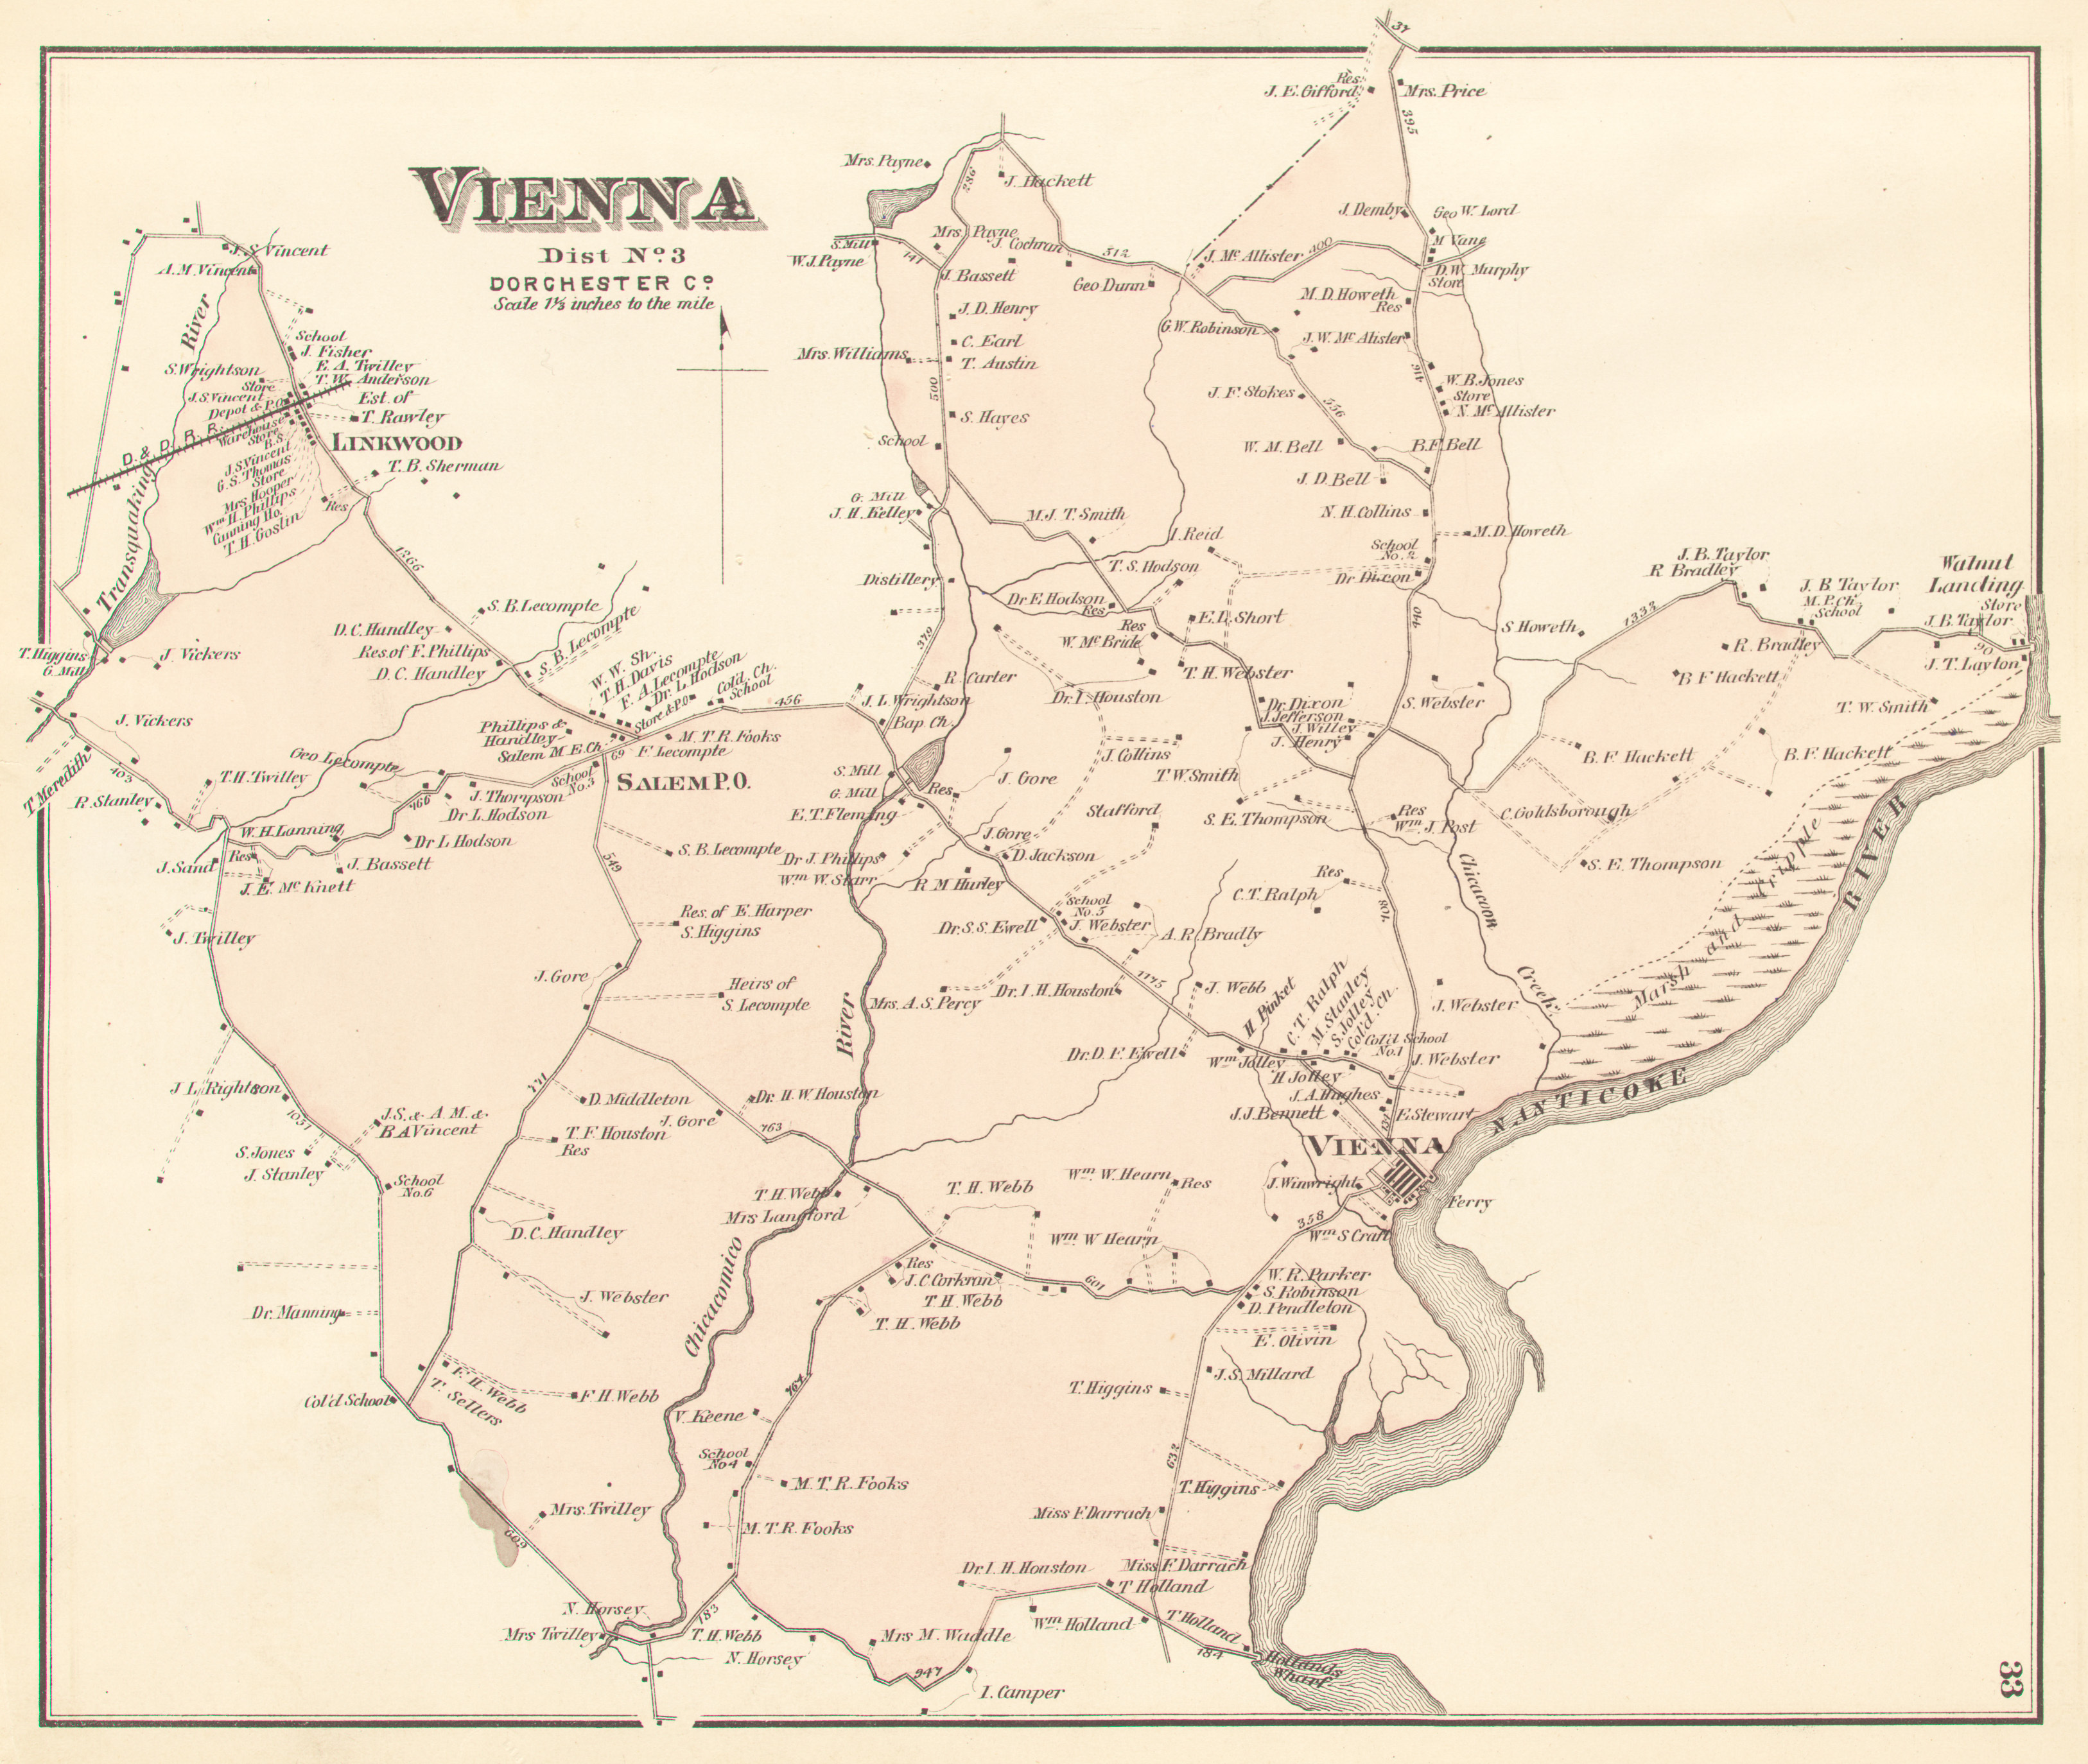 VIENNA
Dist No. 3
DORCHESTER Co.
Scale 1⅓ inches to the mile
37
Res.
J. E. Gifford
Mrs. Price
395
Mrs. Payne
286
J. Hackett
J. Demby
Geo W. Lord
M Vane
S. Mill
W. J. Payne
141
Mrs. Payne
J. Cochran
512
J. Mc Allister
400
D. W. Murphy
Store
J. Bassett
Geo Dunn
M. D. Howeth
Res
J. D. Henry
G. W. Robinson
J. W. Mc Alister
C. Earl
Mrs. Williams
T. Austin
500
416
W. B. Jones
Store
N. Mc Allister
J. F. Stokes
556
S. Hayes
School
W. M. Bell
B. F. Bell
J. D. Bell
J. S. Vincent
A. M. Vincent
River
School
J. Fisher
E. A. Twilley
T. W. Anderson
S. Wrightson
Store
J. S. Vincent
Depot & P.O.
Est. of
T. Rawley
D. & D. R. R.
Warehouse
Store
B. S.
LINKWOOD
J. S. Vincent
G. S. Thomas
Store
Mrs. Hooper
Wm. H. Phillips
Gunning Ho.
T. H. Goslin
T. B. Sherman
Res
Transquaking
1266
G. Mill
J. H. Kelley
M. J. T. Smith
N. H. Collins
M. D. Howeth
J. Reid
School
No. 2
Dr Dixon
T. S. Hodson
Distillery
Dr. E. Hodson
Res
E. L. Short
Res
W. Mc Bride
440
S. Howeth
1333
J. B. Taylor
R Bradley
J. B Taylor
M. P. Ch.
School
Walnut
Landing
Store
J. B. Taylor
90
J. T. Layton
R. Bradley
B F Hackett
T. W. Smith
S. B. Lecompte
D. C. Handley
Res. of F. Phillips
D. C. Handley
S. B. Lecompte
W. W. Sh.
T. H. Davis
E. A. Lecompte
Dr. L. Hodson
Store & P.O.
Col'd. Ch.
School
T. Higgins
G. Mill
J. Vickers
J. Vickers
379
R. Carter
T. H. Webster
Dr. I. Houston
456
J. L. Wrightson
Bap Ch.
Dr. Dixon
J. Jefferson
J. Willey
J. Henry
S. Webster
Phillips &
Handley
Salem M. E. Ch.
69
M. T. R. Fooks
F. Lecompte
SALEM P. O.
School
No. 3
Geo Lecompte
T. H. Twilley
T. Meredith
403
R. Stanley
766
J. Thompson
Dr. L. Hodson
W. H. Lanning
Dr L Hodson
J. Bassett
J. Sand
Res
J. E. Mc Knett
J. Collins
T. W. Smith
B. F. Hackett
B. F. Hackett
S. Mill
G. Mill
Res
J. Gore
E. T. Fleming
Stafford
S. E. Thompson
Res
Wm. J. Post
C. Goldsborough
S. E. Thompson
Chicacoon
Creek
Marsh and Tripple
NANTICOKE RIVER
J. Gore
D. Jackson
Dr J. Phillips
Wm. W. Starr
R M Hurley
S. B. Lecompte
549
Res. of E. Harper
S. Higgins
J. Twilley
Dr. S. S. Ewell
School
No. 5
J. Webster
A. R. Bradly
Res
C. T. Ralph
708
J. Gore
Heirs of
S. Lecompte
Mrs. A. S. Percy
Dr. I. H. Houston
1175
J. Webb
H Pinket
C. T. Ralph
M. Stanley
S. Jolley
Col'd. Ch.
Col'd School
No. 1
J. Webster
J. Webster
Dr. D. F. Ewell
Wm Jolley
H Jolley
J. A. Hughes
J. J. Bennett
F. Stewart
VIENNA
Ferry
River
J. L. Rightson
1051
J. S. & A. M. &
B. A. Vincent
S. Jones
J. Stanley
School
No. 6
771
D. Middleton
T. F. Houston
Res
J. Gore
Dr. H. W. Houston
763
T. H. Webb
Mrs Langford
T. H. Webb
Wm. W. Hearn
Res
J. Winwright
358
Wm S Craft
Wm. W Hearn
D. C. Handley
J. Webster
Dr. Manning
Chicacomico
Res
J. C. Corkran
T. H. Webb
T. H. Webb
601
W. R. Parker
S. Robinson
D. Pendleton
E. Olivin
J. S. Millard
T. Higgins
Col'd School
F. H. Webb
T. Sellers
F H. Webb
764
V. Keene
School
No 4
M. T. R. Fooks
M. T. R. Fooks
632
T. Higgins
Miss F. Darrach
Miss F. Darrach
Mrs. Twilley
609
Dr. I. H. Houston
T Holland
Wm. Holland
T Holland
184
Hollands
Wharf
N. Horsey
Mrs Twilley
183
T. H. Webb
N. Horsey
Mrs M. Waddle
947
I. Camper
33